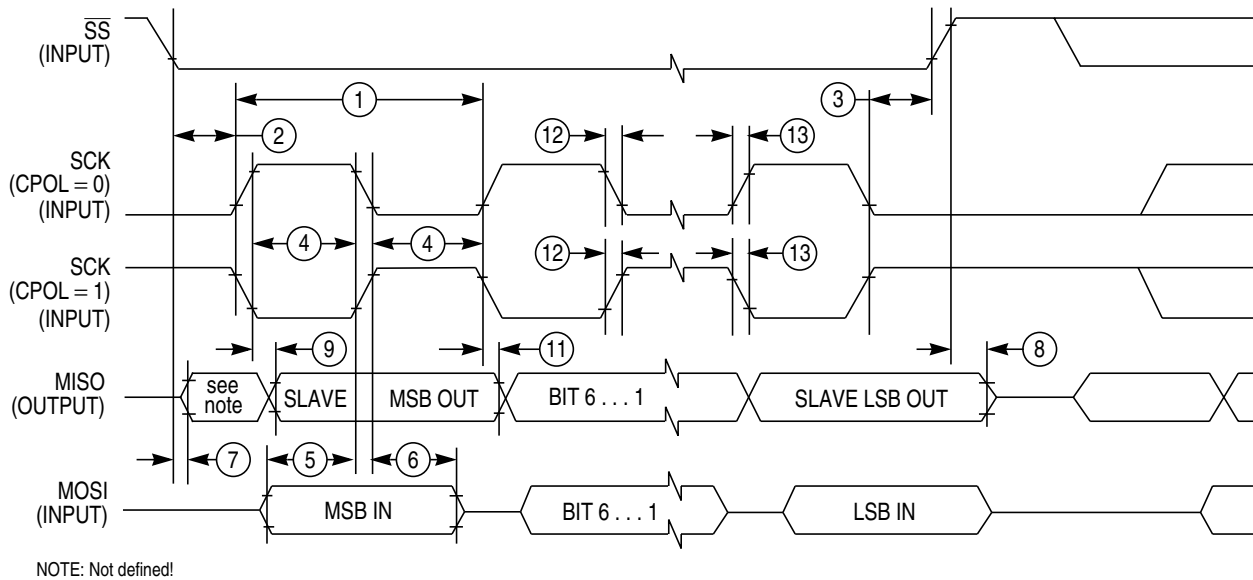 SS
(INPUT)
1
3
2
12
13
SCK
(CPOL = 0)
(INPUT)
4
4
12
13
SCK
(CPOL = 1)
(INPUT)
9
11
8
MISO
(OUTPUT)
see
note
SLAVE
MSB OUT
BIT 6 . . . 1
SLAVE LSB OUT
7
5
6
MOSI
(INPUT)
MSB IN
BIT 6 . . . 1
LSB IN
NOTE: Not defined!